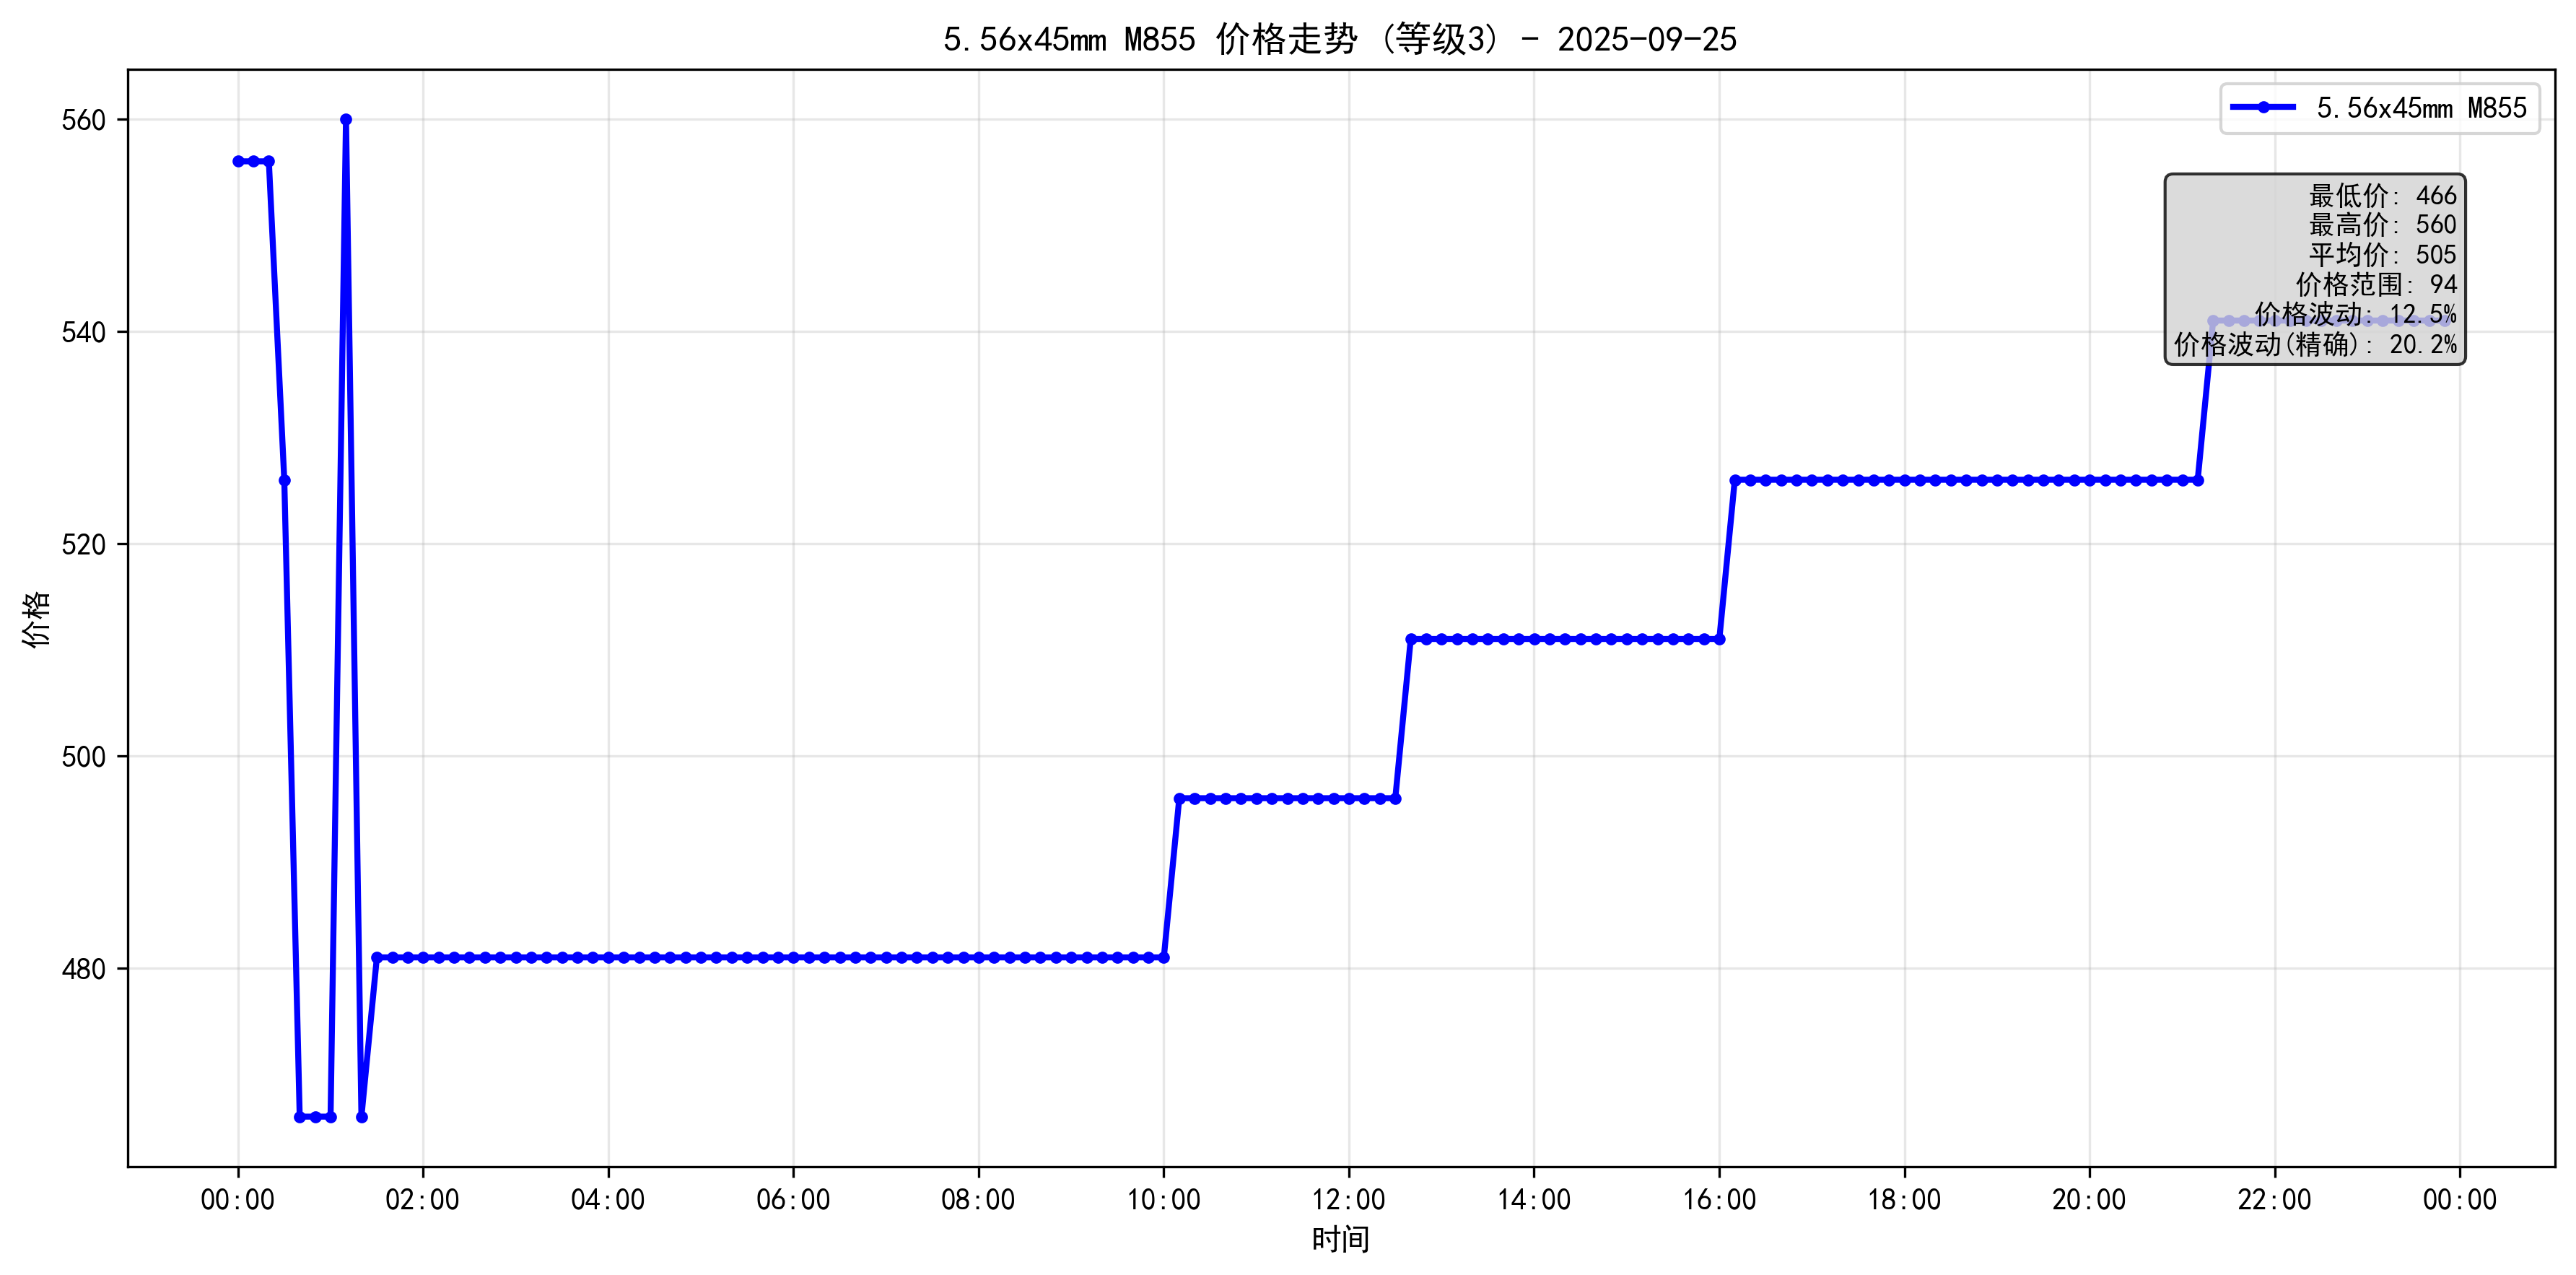 5.56x45mm M855 价格走势 (等级3) - 2025-09-25
5.56x45mm M855
最低价: 466
最高价: 560
平均价: 505
价格范围: 94
价格波动: 12.5%
价格波动(精确): 20.2%
价格
560
540
520
500
480
00:00 02:00 04:00 06:00 08:00 10:00 12:00 14:00 16:00 18:00 20:00 22:00 00:00
时间